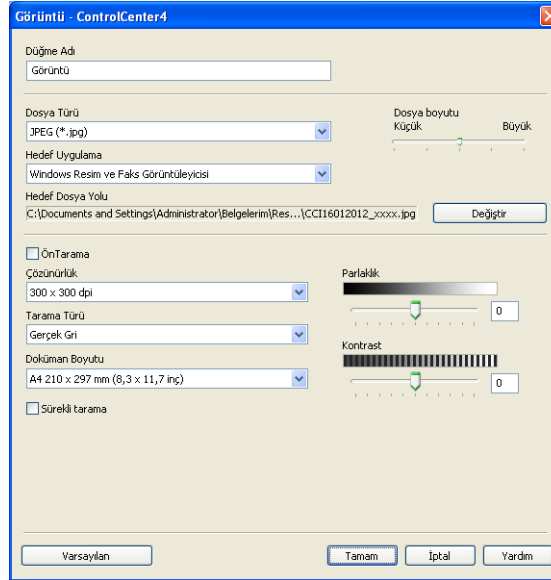 Görüntü - ControlCenter4
Düğme Adı
Görüntü
Dosya Türü
JPEG (*.jpg)
Dosya boyutu
Küçük Büyük
Hedef Uygulama
Windows Resim ve Faks Görüntüleyicisi
Hedef Dosya Yolu
C:\Documents and Settings\Administrator\Belgelerim\Res...\CCI16012012_xxxx.jpg Değiştir
ÖnTarama
Çözünürlük
300 x 300 dpi
Tarama Türü
Gerçek Gri
Doküman Boyutu
A4 210 x 297 mm (8,3 x 11,7 inç)
Sürekli tarama
Parlaklık
0
Kontrast
0
Varsayılan Tamam İptal Yardım